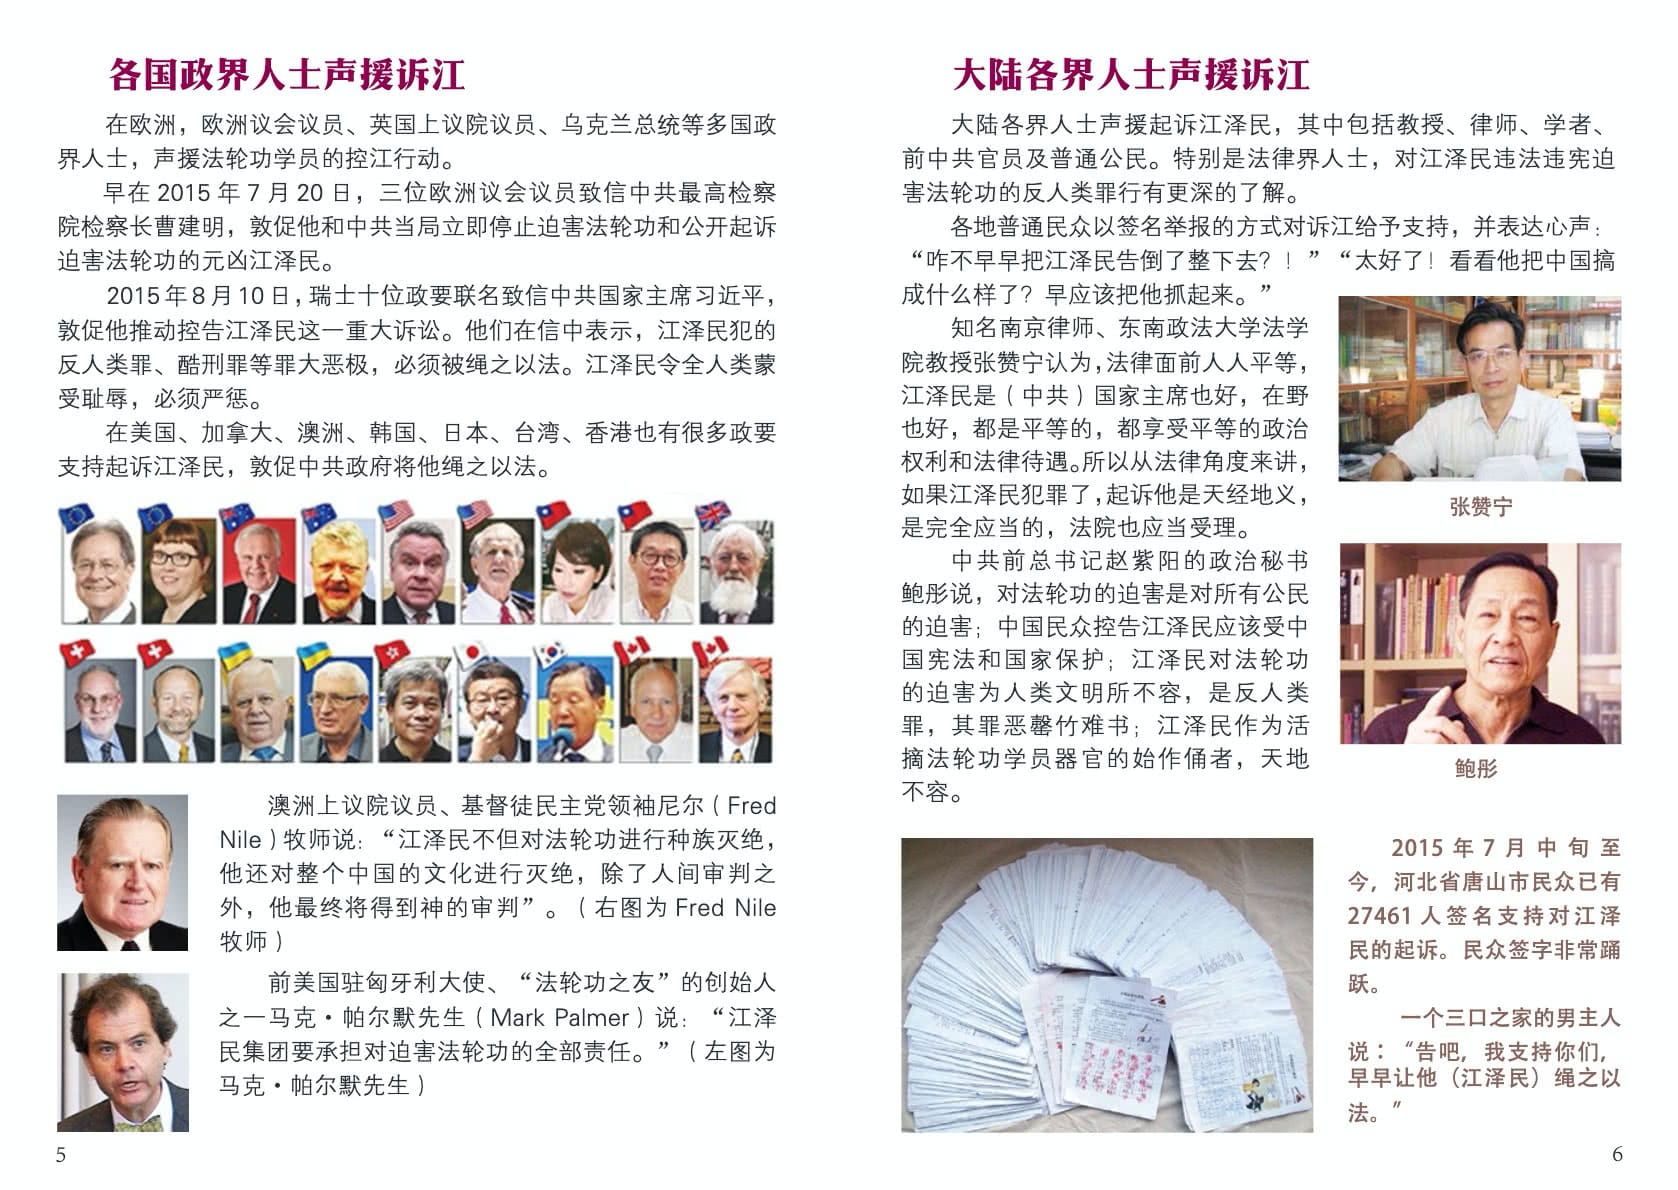 各国政界人士声援诉江
在欧洲，欧洲议会议员、英国上议院议员、乌克兰总统等多国政
界人士，声援法轮功学员的控江行动。
早在 2015 年 7 月 20 日，三位欧洲议会议员致信中共最高检察
院检察长曹建明，敦促他和中共当局立即停止迫害法轮功和公开起诉
迫害法轮功的元凶江泽民。
2015 年 8 月 10 日，瑞士十位政要联名致信中共国家主席习近平，
敦促他推动控告江泽民这一重大诉讼。他们在信中表示，江泽民犯的
反人类罪、酷刑罪等罪大恶极，必须被绳之以法。江泽民令全人类蒙
受耻辱，必须严惩。
在美国、加拿大、澳洲、韩国、日本、台湾、香港也有很多政要
支持起诉江泽民，敦促中共政府将他绳之以法。
澳洲上议院议员、基督徒民主党领袖尼尔（Fred
Nile）牧师说：“江泽民不但对法轮功进行种族灭绝，
他还对整个中国的文化进行灭绝，除了人间审判之
外，他最终将得到神的审判”。（右图为 Fred Nile
牧师）
前美国驻匈牙利大使、“法轮功之友”的创始人
之一马克·帕尔默先生（Mark Palmer）说：“江泽
民集团要承担对迫害法轮功的全部责任。”（左图为
马克·帕尔默先生）
5
大陆各界人士声援诉江
大陆各界人士声援起诉江泽民，其中包括教授、律师、学者、
前中共官员及普通公民。特别是法律界人士，对江泽民违法违宪迫
害法轮功的反人类罪行有更深的了解。
各地普通民众以签名举报的方式对诉江给予支持，并表达心声：
“咋不早早把江泽民告倒了整下去？！”“太好了！看看他把中国搞
成什么样了？早应该把他抓起来。”
知名南京律师、东南政法大学法学
院教授张赞宁认为，法律面前人人平等，
江泽民是（中共）国家主席也好，在野
也好，都是平等的，都享受平等的政治
权利和法律待遇。所以从法律角度来讲，
如果江泽民犯罪了，起诉他是天经地义，
是完全应当的，法院也应当受理。
张赞宁
中共前总书记赵紫阳的政治秘书
鲍彤说，对法轮功的迫害是对所有公民
的迫害；中国民众控告江泽民应该受中
国宪法和国家保护；江泽民对法轮功
的迫害为人类文明所不容，是反人类
罪，其罪恶罄竹难书；江泽民作为活
摘法轮功学员器官的始作俑者，天地
不容。
鲍彤
2015 年 7 月 中 旬 至
今，河北省唐山市民众已有
27461 人签名支持对江泽
民的起诉。民众签字非常踊
跃。
一个三口之家的男主人
说：“告吧，我支持你们，
早早让他（江泽民）绳之以
法。”
6